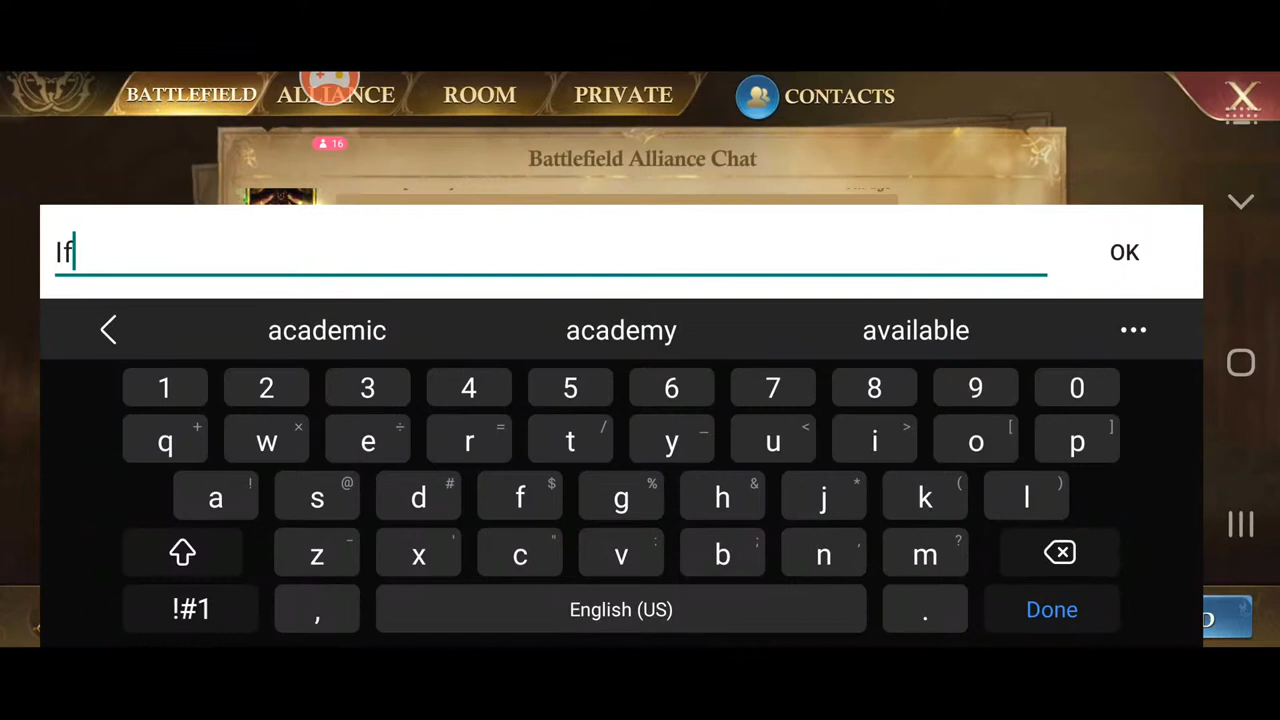 BATTLEFIELD
ALLIANCE
ROOM
PRIVATE
CONTACTS
X
16
Battlefield Alliance Chat
If
OK
academic
academy
available
1 2 3 4 5 6 7 8 9 0
q + w × e ÷ r = t / y _ u < i > o [ p ]
a ! s @ d # f $ g % h & j * k ( l )
z - x ' c " v : b ; n , m ?
!#1 , English (US) . Done
D